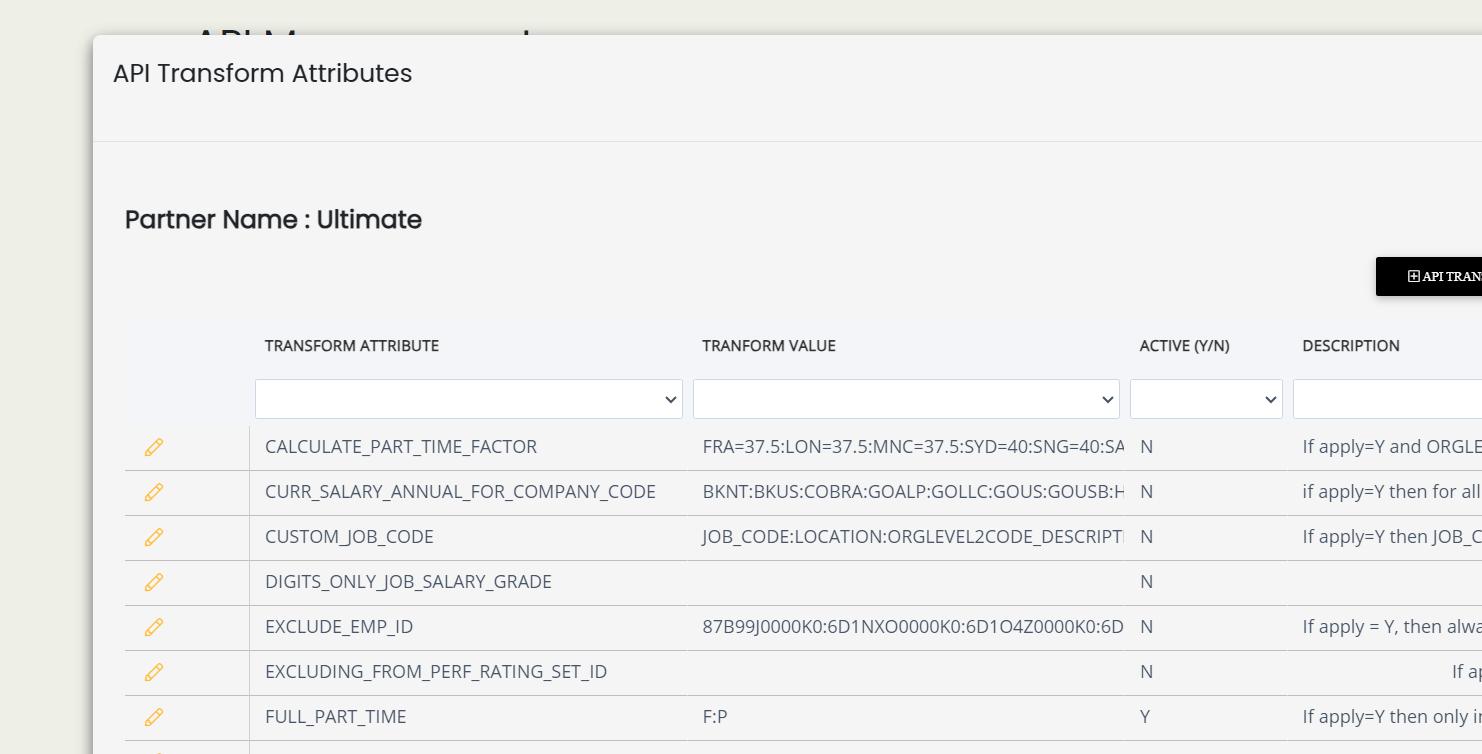 API Transform Attributes
Partner Name : Ultimate
API TRAN
TRANSFORM ATTRIBUTE TRANFORM VALUE ACTIVE (Y/N) DESCRIPTION
CALCULATE_PART_TIME_FACTOR FRA=37.5:LON=37.5:MNC=37.5:SYD=40:SNG=40:SA N If apply=Y and ORGLE
CURR_SALARY_ANNUAL_FOR_COMPANY_CODE BKNT:BKUS:COBRA:GOALP:GOLLC:GOUS:GOUSB:H N if apply=Y then for all
CUSTOM_JOB_CODE JOB_CODE:LOCATION:ORGLEVEL2CODE_DESCRIPT N If apply=Y then JOB_C
DIGITS_ONLY_JOB_SALARY_GRADE N
EXCLUDE_EMP_ID 87B99J0000K0:6D1NXO0000K0:6D1O4Z0000K0:6D N If apply = Y, then alwa
EXCLUDING_FROM_PERF_RATING_SET_ID N If ap
FULL_PART_TIME F:P Y If apply=Y then only in